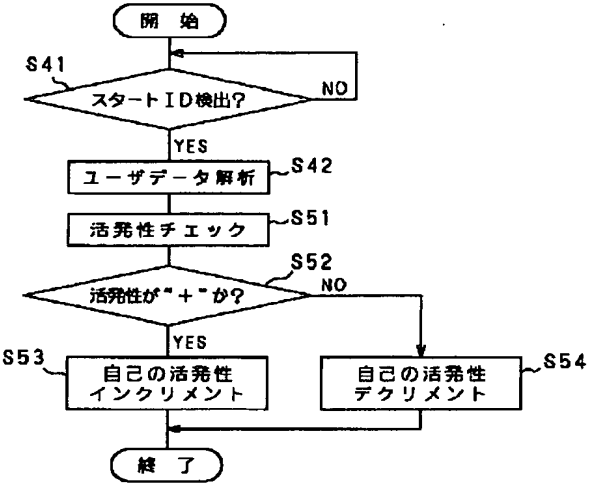 開 始
S41
スタートID検出?
NO
YES
S42
ユーザデータ解析
S51
活発性チェック
S52
活発性が"+"か?
NO
YES
S53
自己の活発性
インクリメント
S54
自己の活発性
デクリメント
終 了